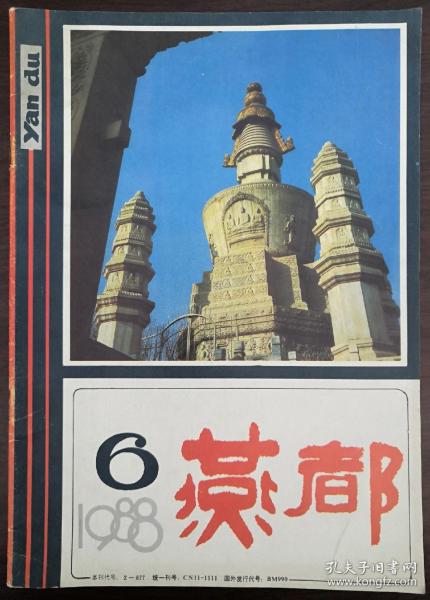 Yan du
6
1988
燕都
本刊代号：2—877 统一刊号：CN11-1111 国外发行代号：BM990
孔夫子旧书网
www.kongfz.com